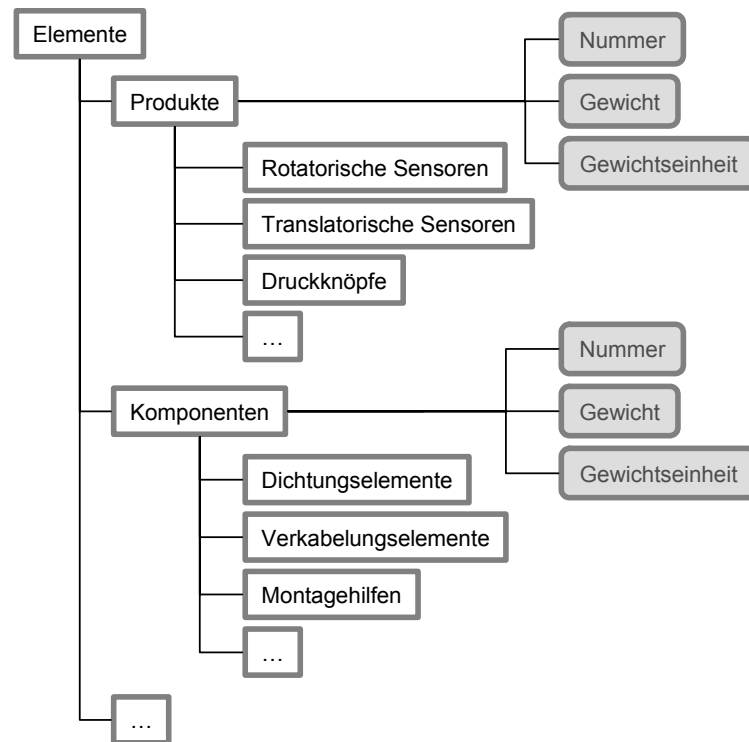 Elemente
Nummer
Produkte
Gewicht
Gewichtseinheit
Rotatorische Sensoren
Translatorische Sensoren
Druckknöpfe
…
Nummer
Komponenten
Gewicht
Gewichtseinheit
Dichtungselemente
Verkabelungselemente
Montagehilfen
…
…